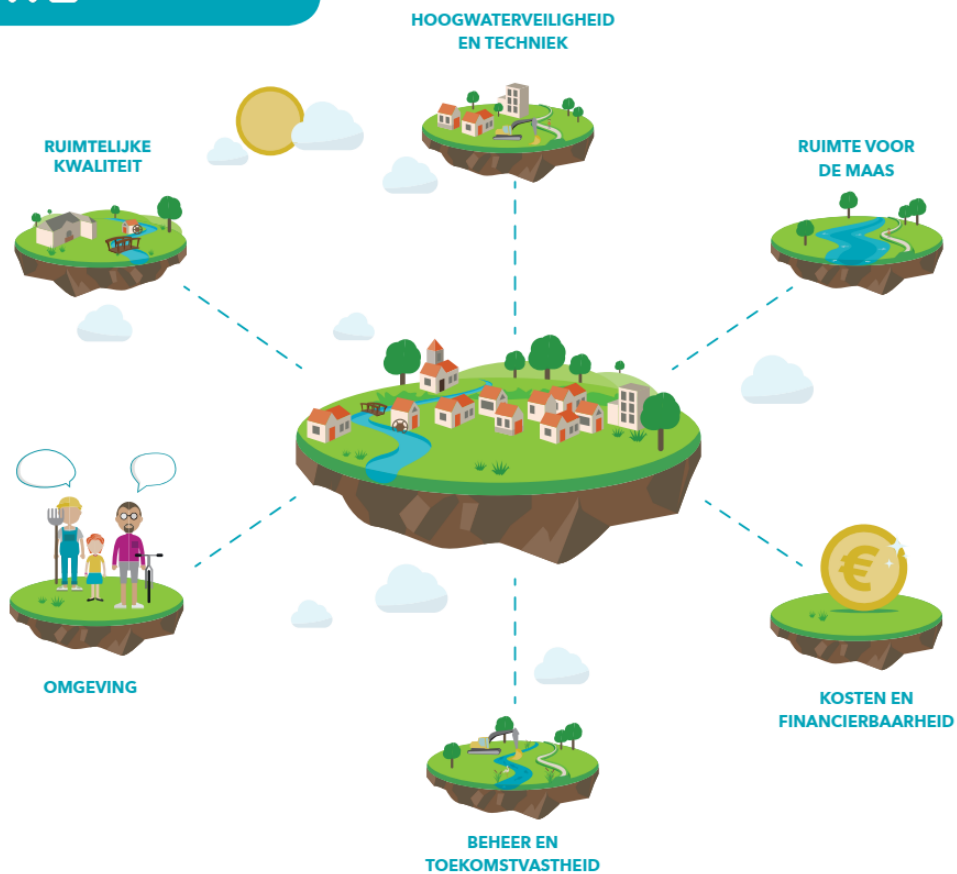 HOOGWATERVEILIGHEID
EN TECHNIEK
RUIMTELIJKE
KWALITEIT
RUIMTE VOOR
DE MAAS
OMGEVING
€
KOSTEN EN
FINANCIERBAARHEID
BEHEER EN
TOEKOMSTVASTHEID